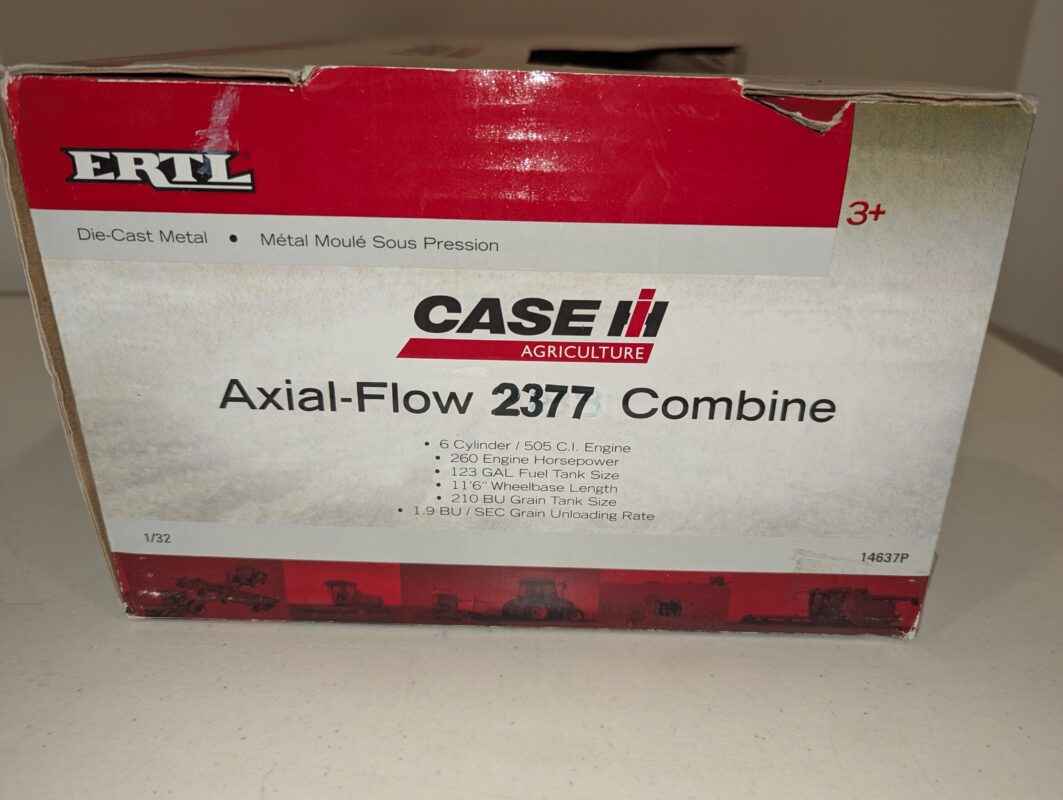 ERTL
3+
Die-Cast Metal • Métal Moulé Sous Pression
CASE IH
AGRICULTURE
Axial-Flow 2377 Combine
• 6 Cylinder / 505 C.I. Engine
• 260 Engine Horsepower
• 123 GAL Fuel Tank Size
• 11'6" Wheelbase Length
• 210 BU Grain Tank Size
• 1.9 BU / SEC Grain Unloading Rate
1/32
14637P